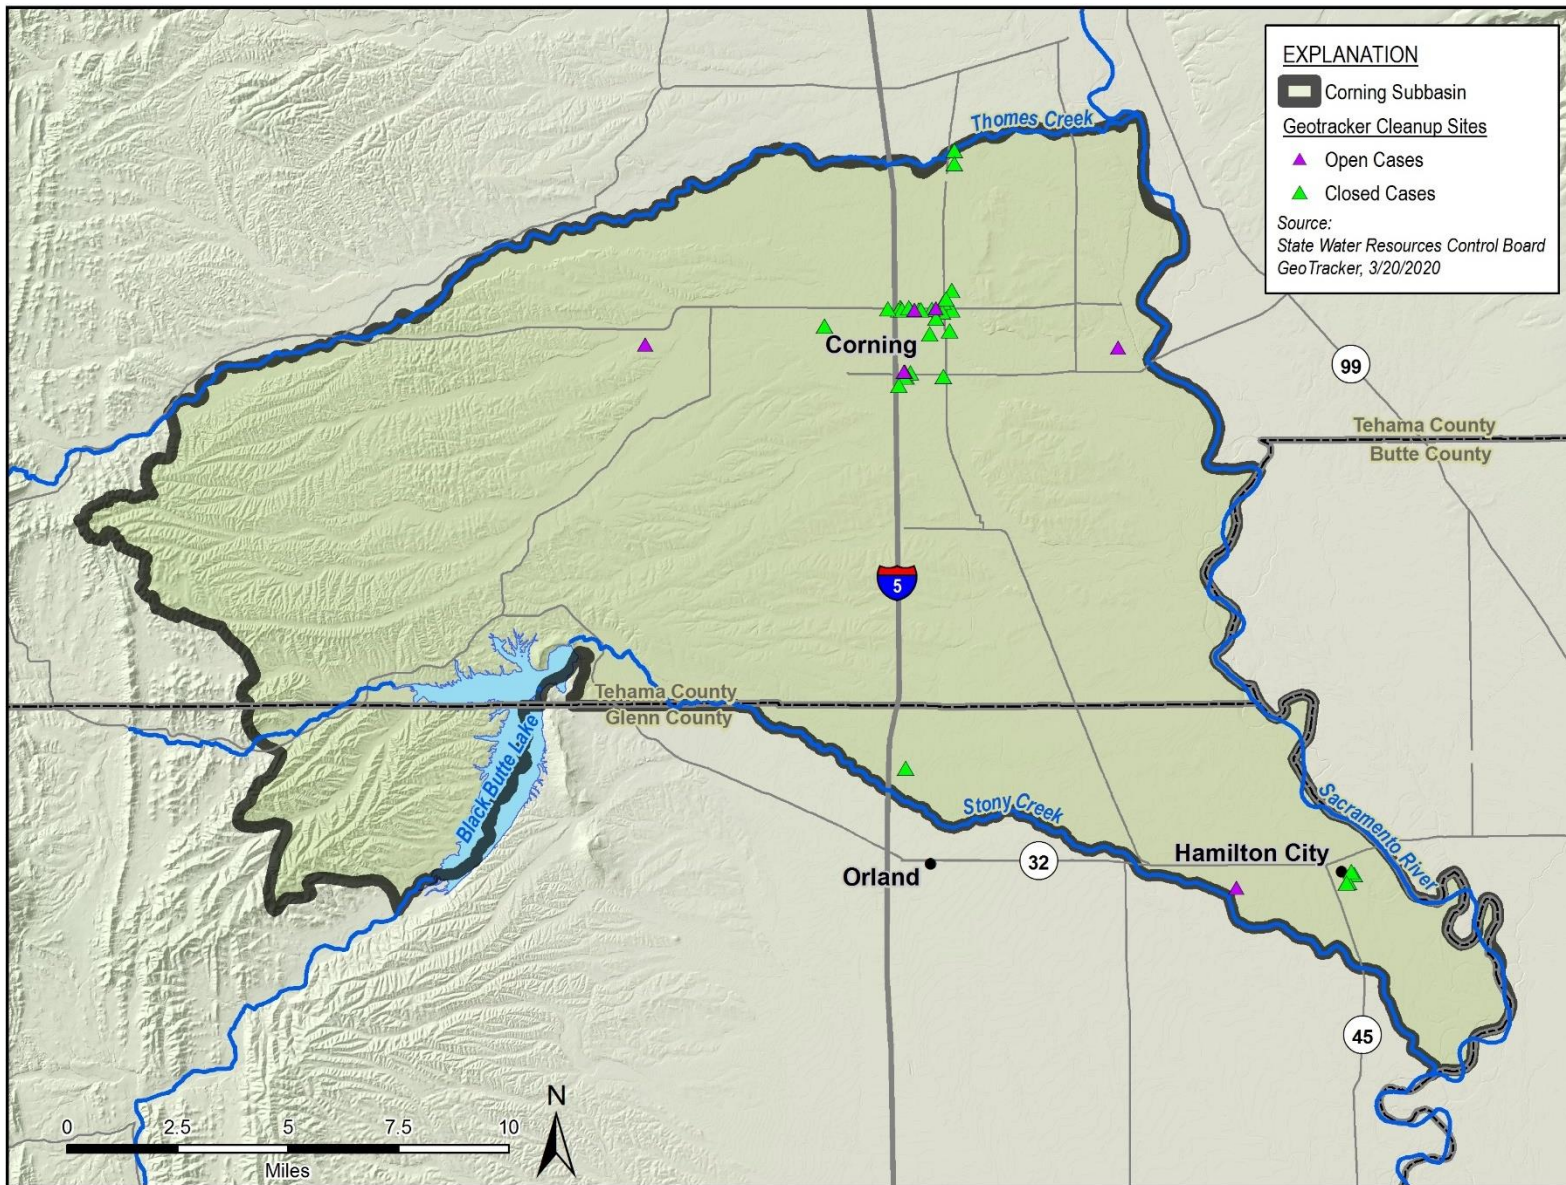 EXPLANATION
Corning Subbasin
Geotracker Cleanup Sites
Open Cases
Closed Cases
Source:
State Water Resources Control Board
GeoTracker, 3/20/2020
Thomes Creek
Corning
99
Tehama County
Butte County
5
Tehama County
Glenn County
Black Butte Lake
Stony Creek
Sacramento River
Hamilton City
Orland
32
45
N
0 2.5 5 7.5 10
Miles